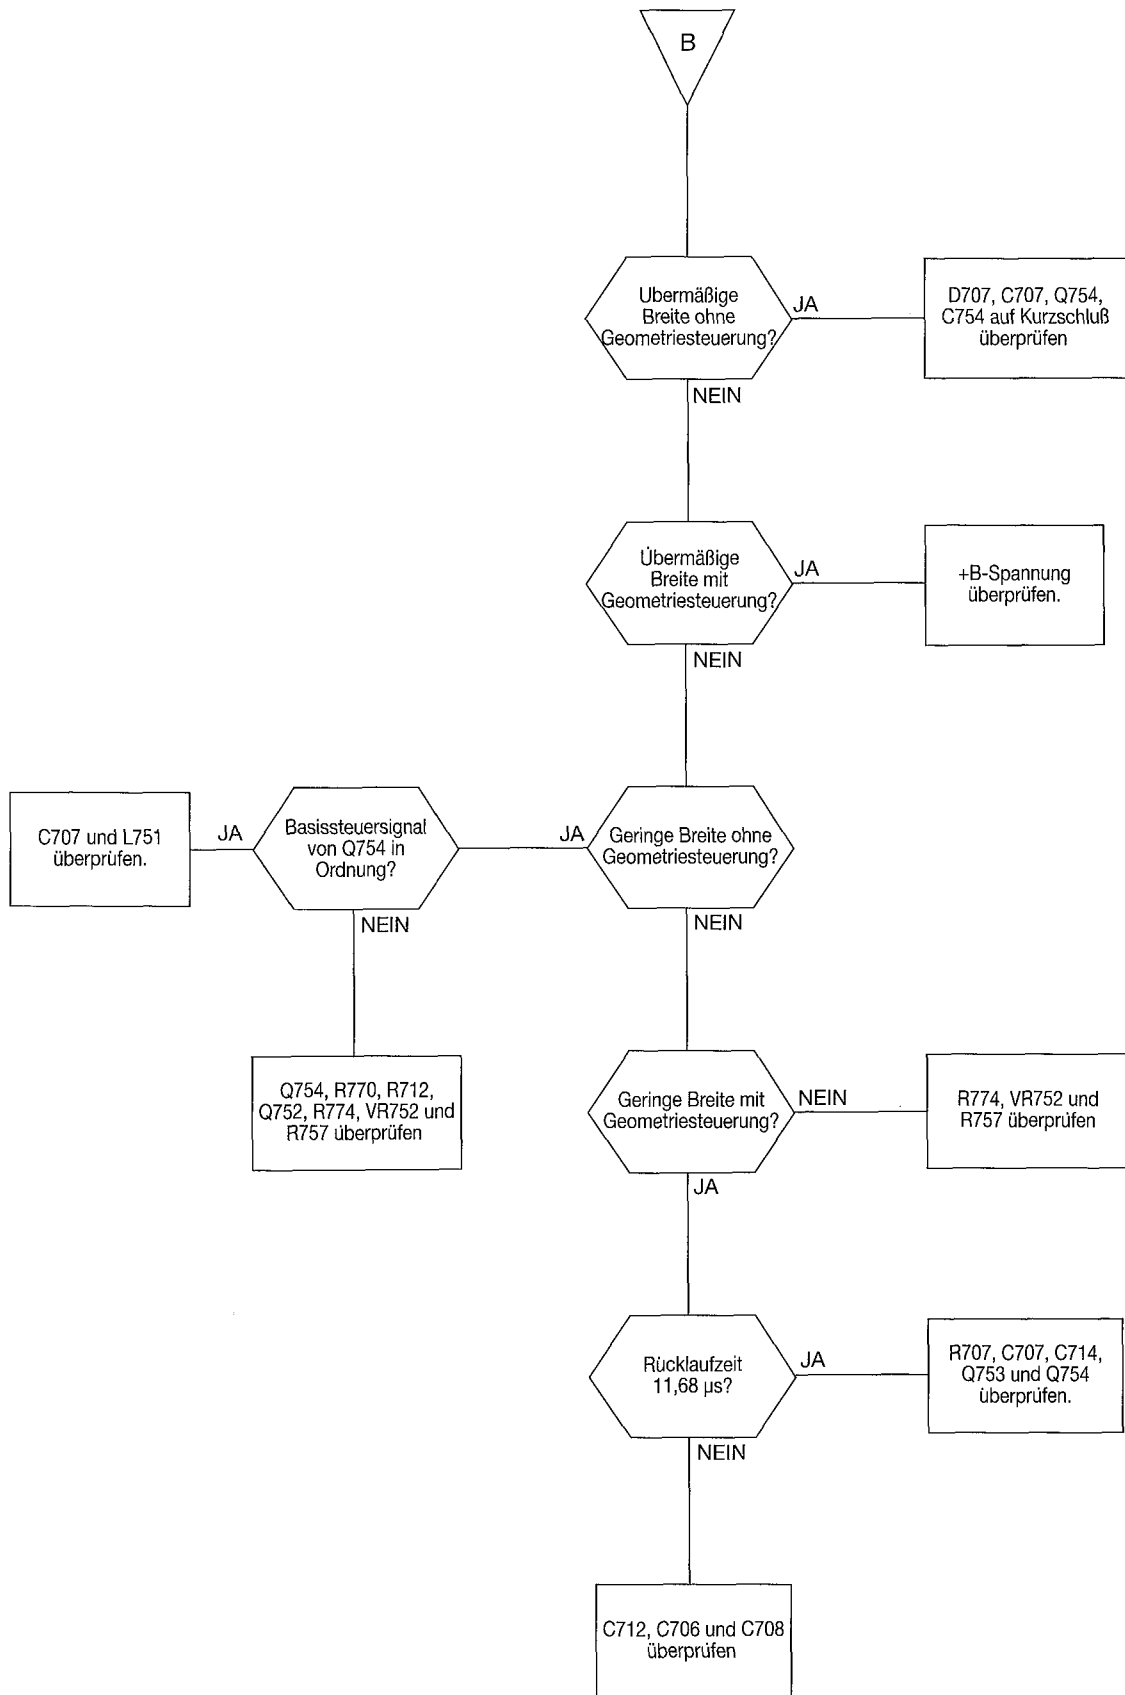 B
Ubermäßige
Breite ohne
Geometriesteuerung?
JA
D707, C707, Q754,
C754 auf Kurzschluß
überprüfen
NEIN
Übermäßige
Breite mit
Geometriesteuerung?
JA
+B-Spannung
überprüfen.
NEIN
C707 und L751
überprüfen.
JA
Basissteuersignal
von Q754 in
Ordnung?
JA
Geringe Breite ohne
Geometriesteuerung?
NEIN
NEIN
Q754, R770, R712,
Q752, R774, VR752 und
R757 überprüfen
Geringe Breite mit
Geometriesteuerung?
NEIN
R774, VR752 und
R757 überprüfen
JA
Rücklaufzeit
11,68 µs?
JA
R707, C707, C714,
Q753 und Q754
überprüfen.
NEIN
C712, C706 und C708
überprüfen